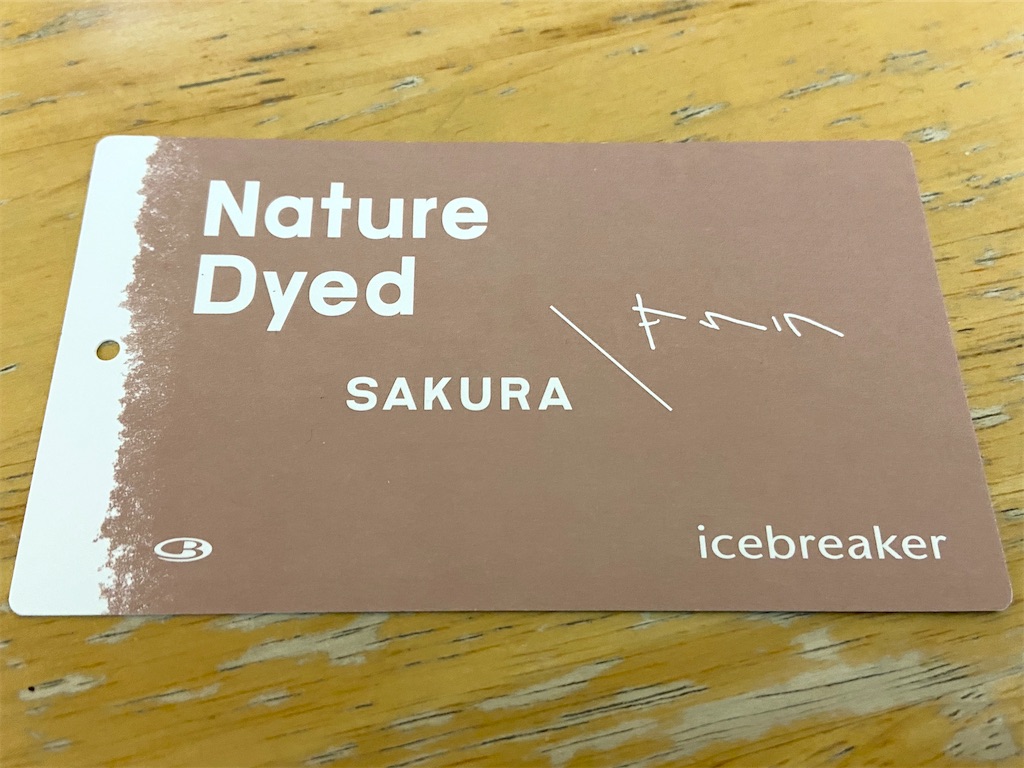 Nature
Dyed
SAKURA
icebreaker